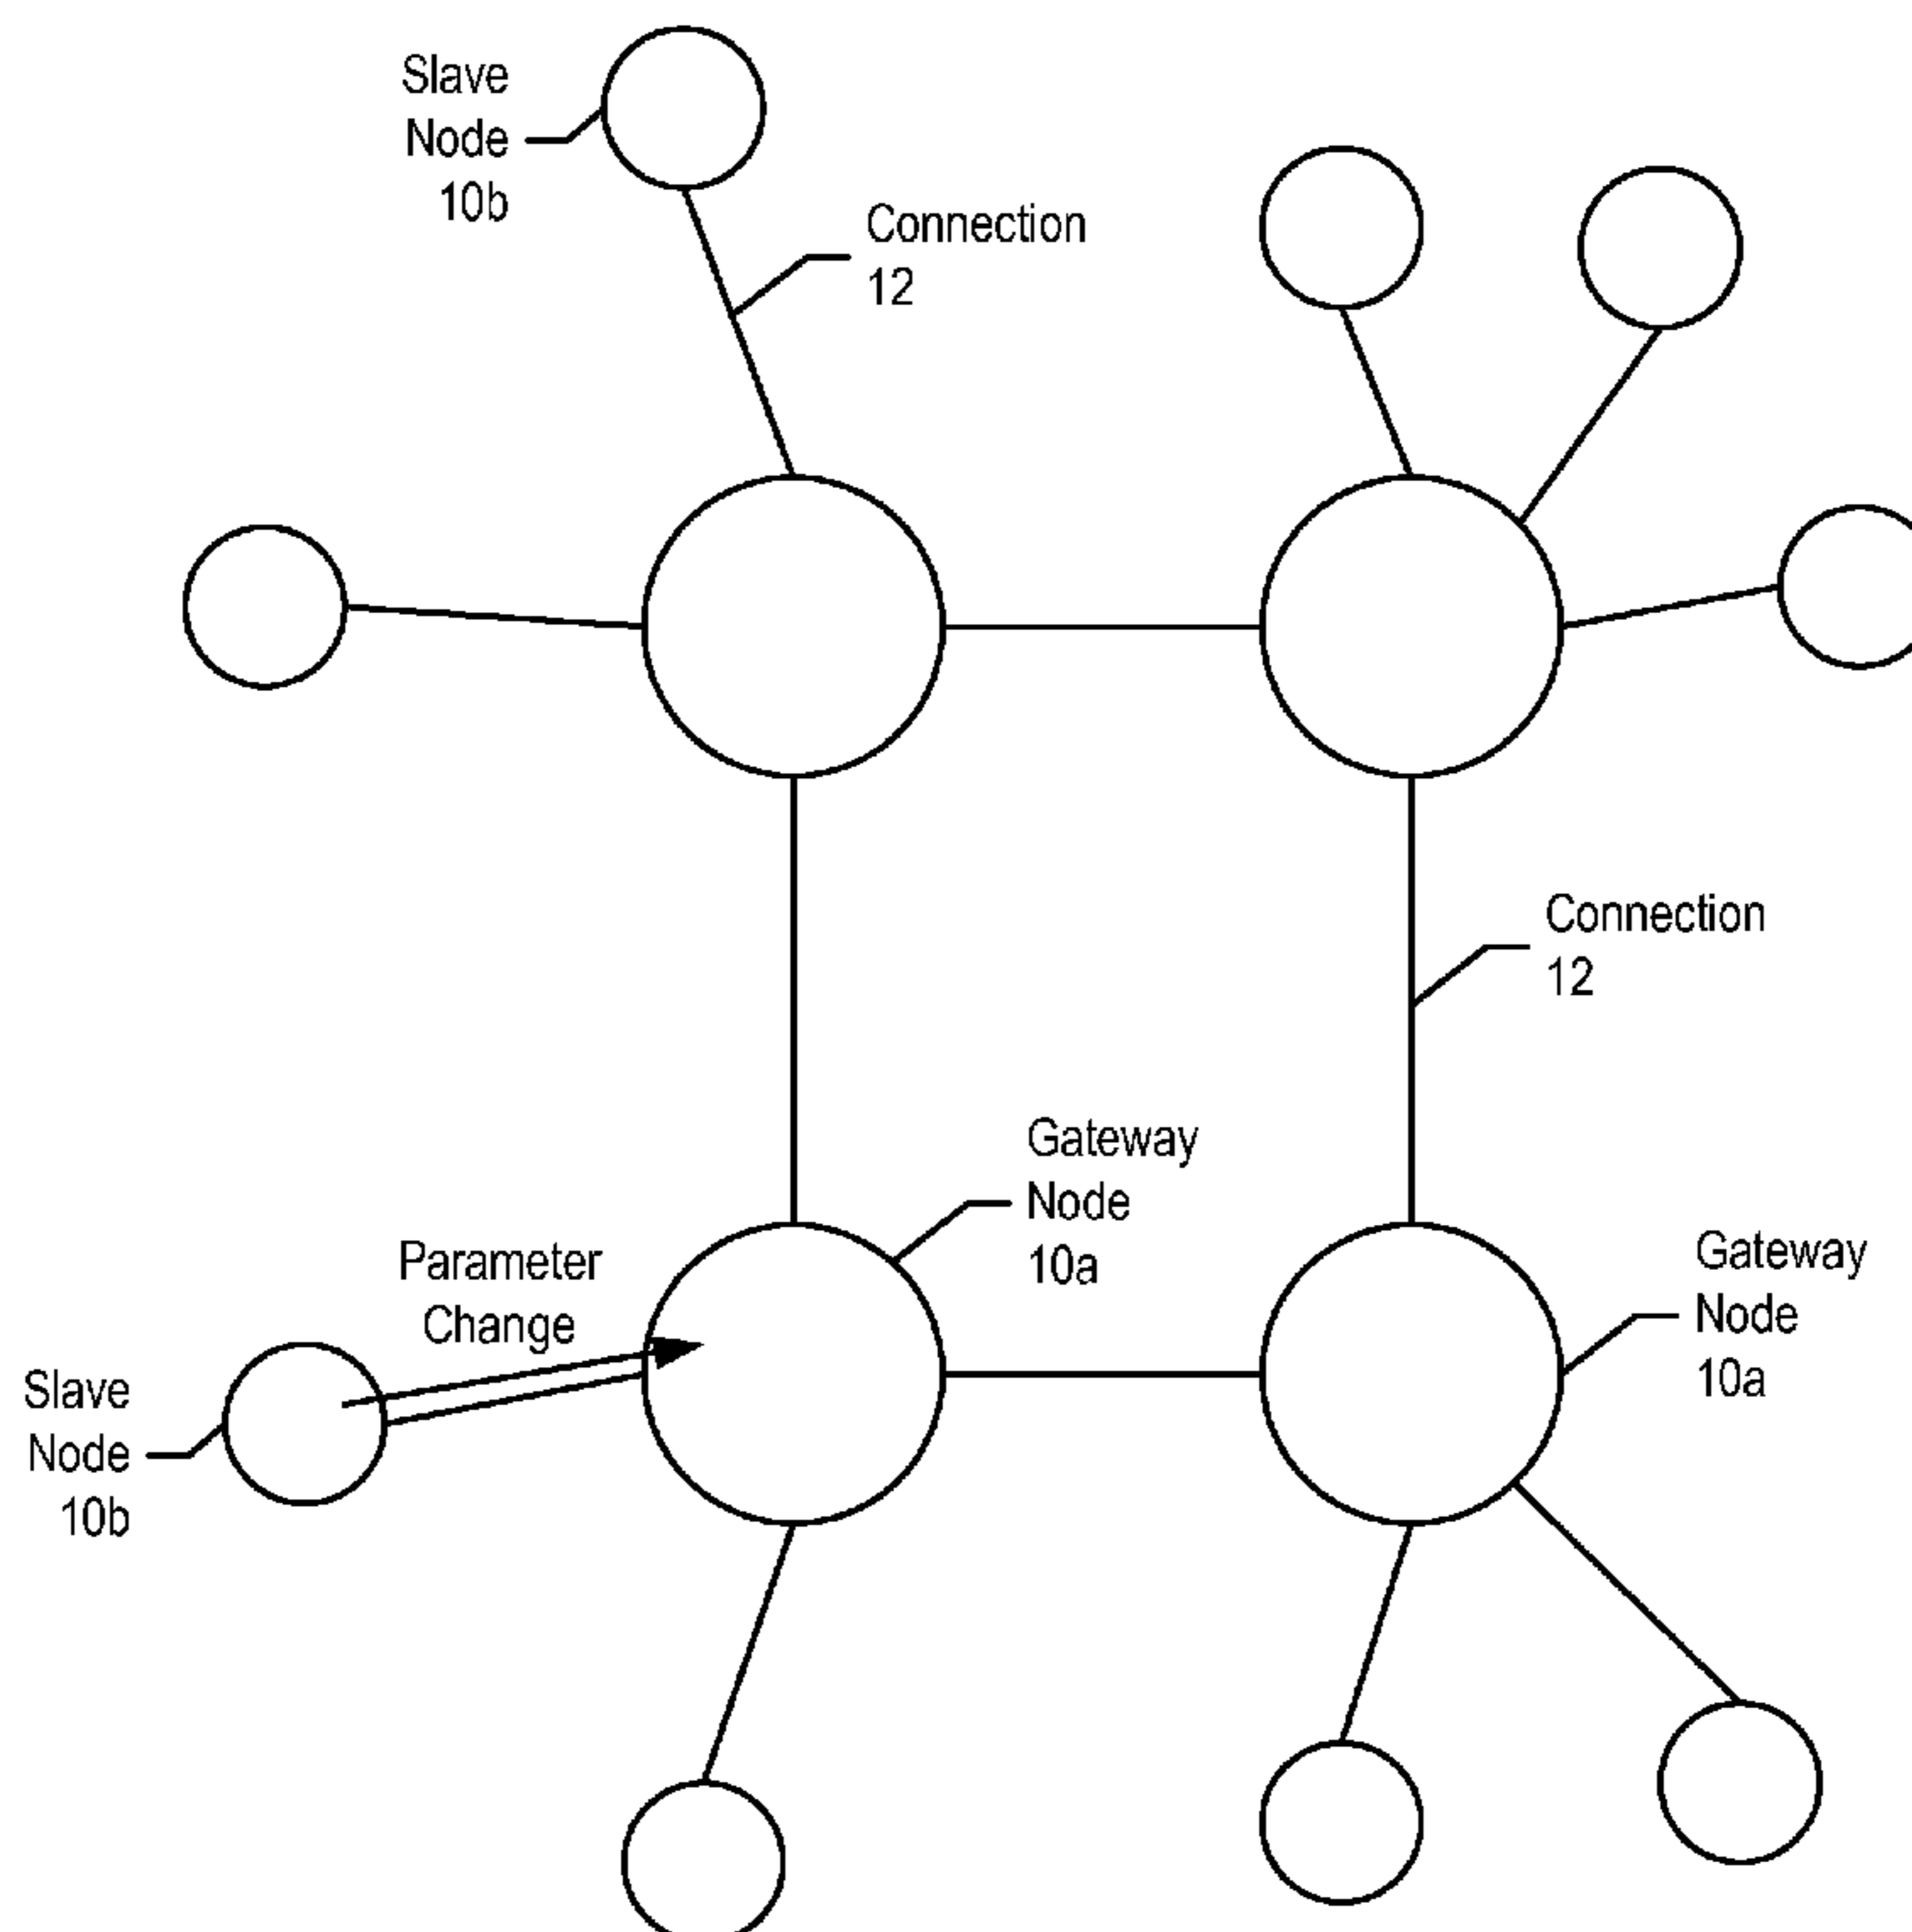 Slave
Node
10b
Connection
12
Connection
12
Gateway
Node
10a
Gateway
Node
10a
Parameter
Change
Slave
Node
10b